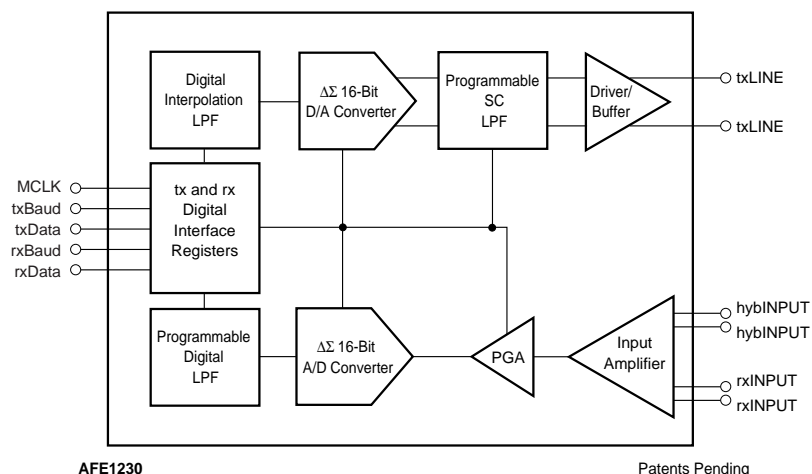 Digital
Interpolation
LPF
ΔΣ 16-Bit
D/A Converter
Programmable
SC
LPF
Driver/
Buffer
txLINE
txLINE
MCLK
txBaud
txData
rxBaud
rxData
tx and rx
Digital
Interface
Registers
Programmable
Digital
LPF
ΔΣ 16-Bit
A/D Converter
PGA
Input
Amplifier
hybINPUT
hybINPUT
rxINPUT
rxINPUT
AFE1230
Patents Pending